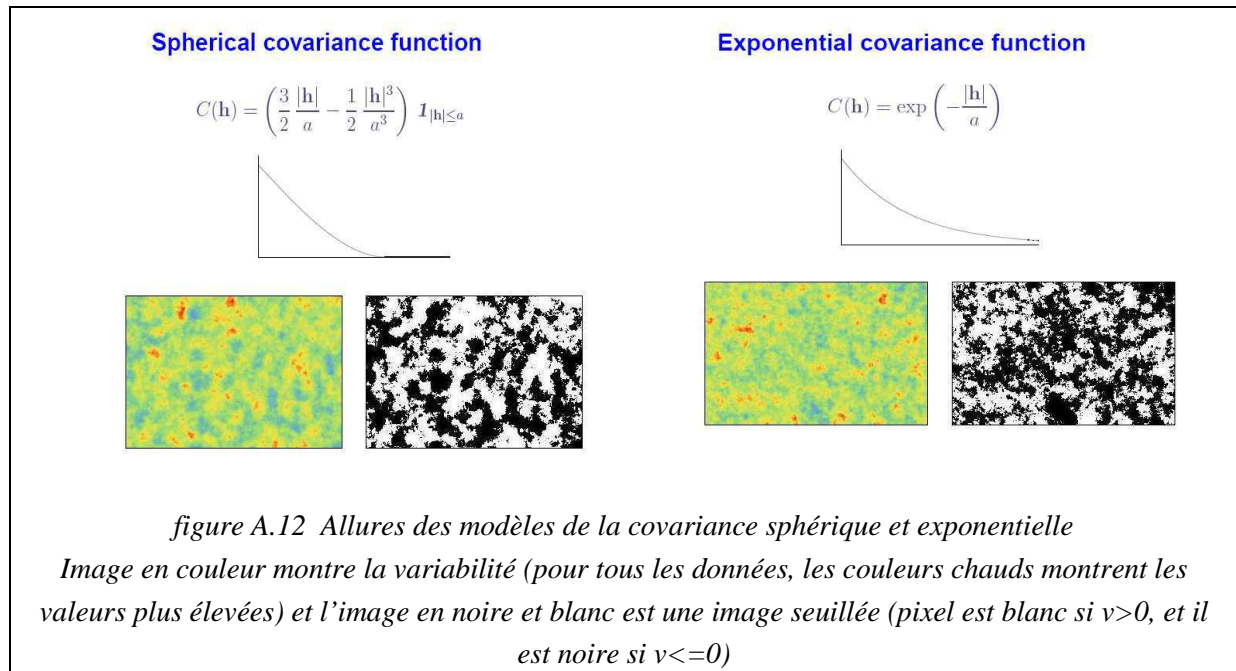 Spherical covariance function
C(h) = (3/2 |h|/a − 1/2 |h|³/a³) 1|h|≤a
Exponential covariance function
C(h) = exp (−|h|/a)
figure A.12 Allures des modèles de la covariance sphérique et exponentielle
Image en couleur montre la variabilité (pour tous les données, les couleurs chauds montrent les
valeurs plus élevées) et l’image en noire et blanc est une image seuillée (pixel est blanc si v>0, et il
est noire si v<=0)